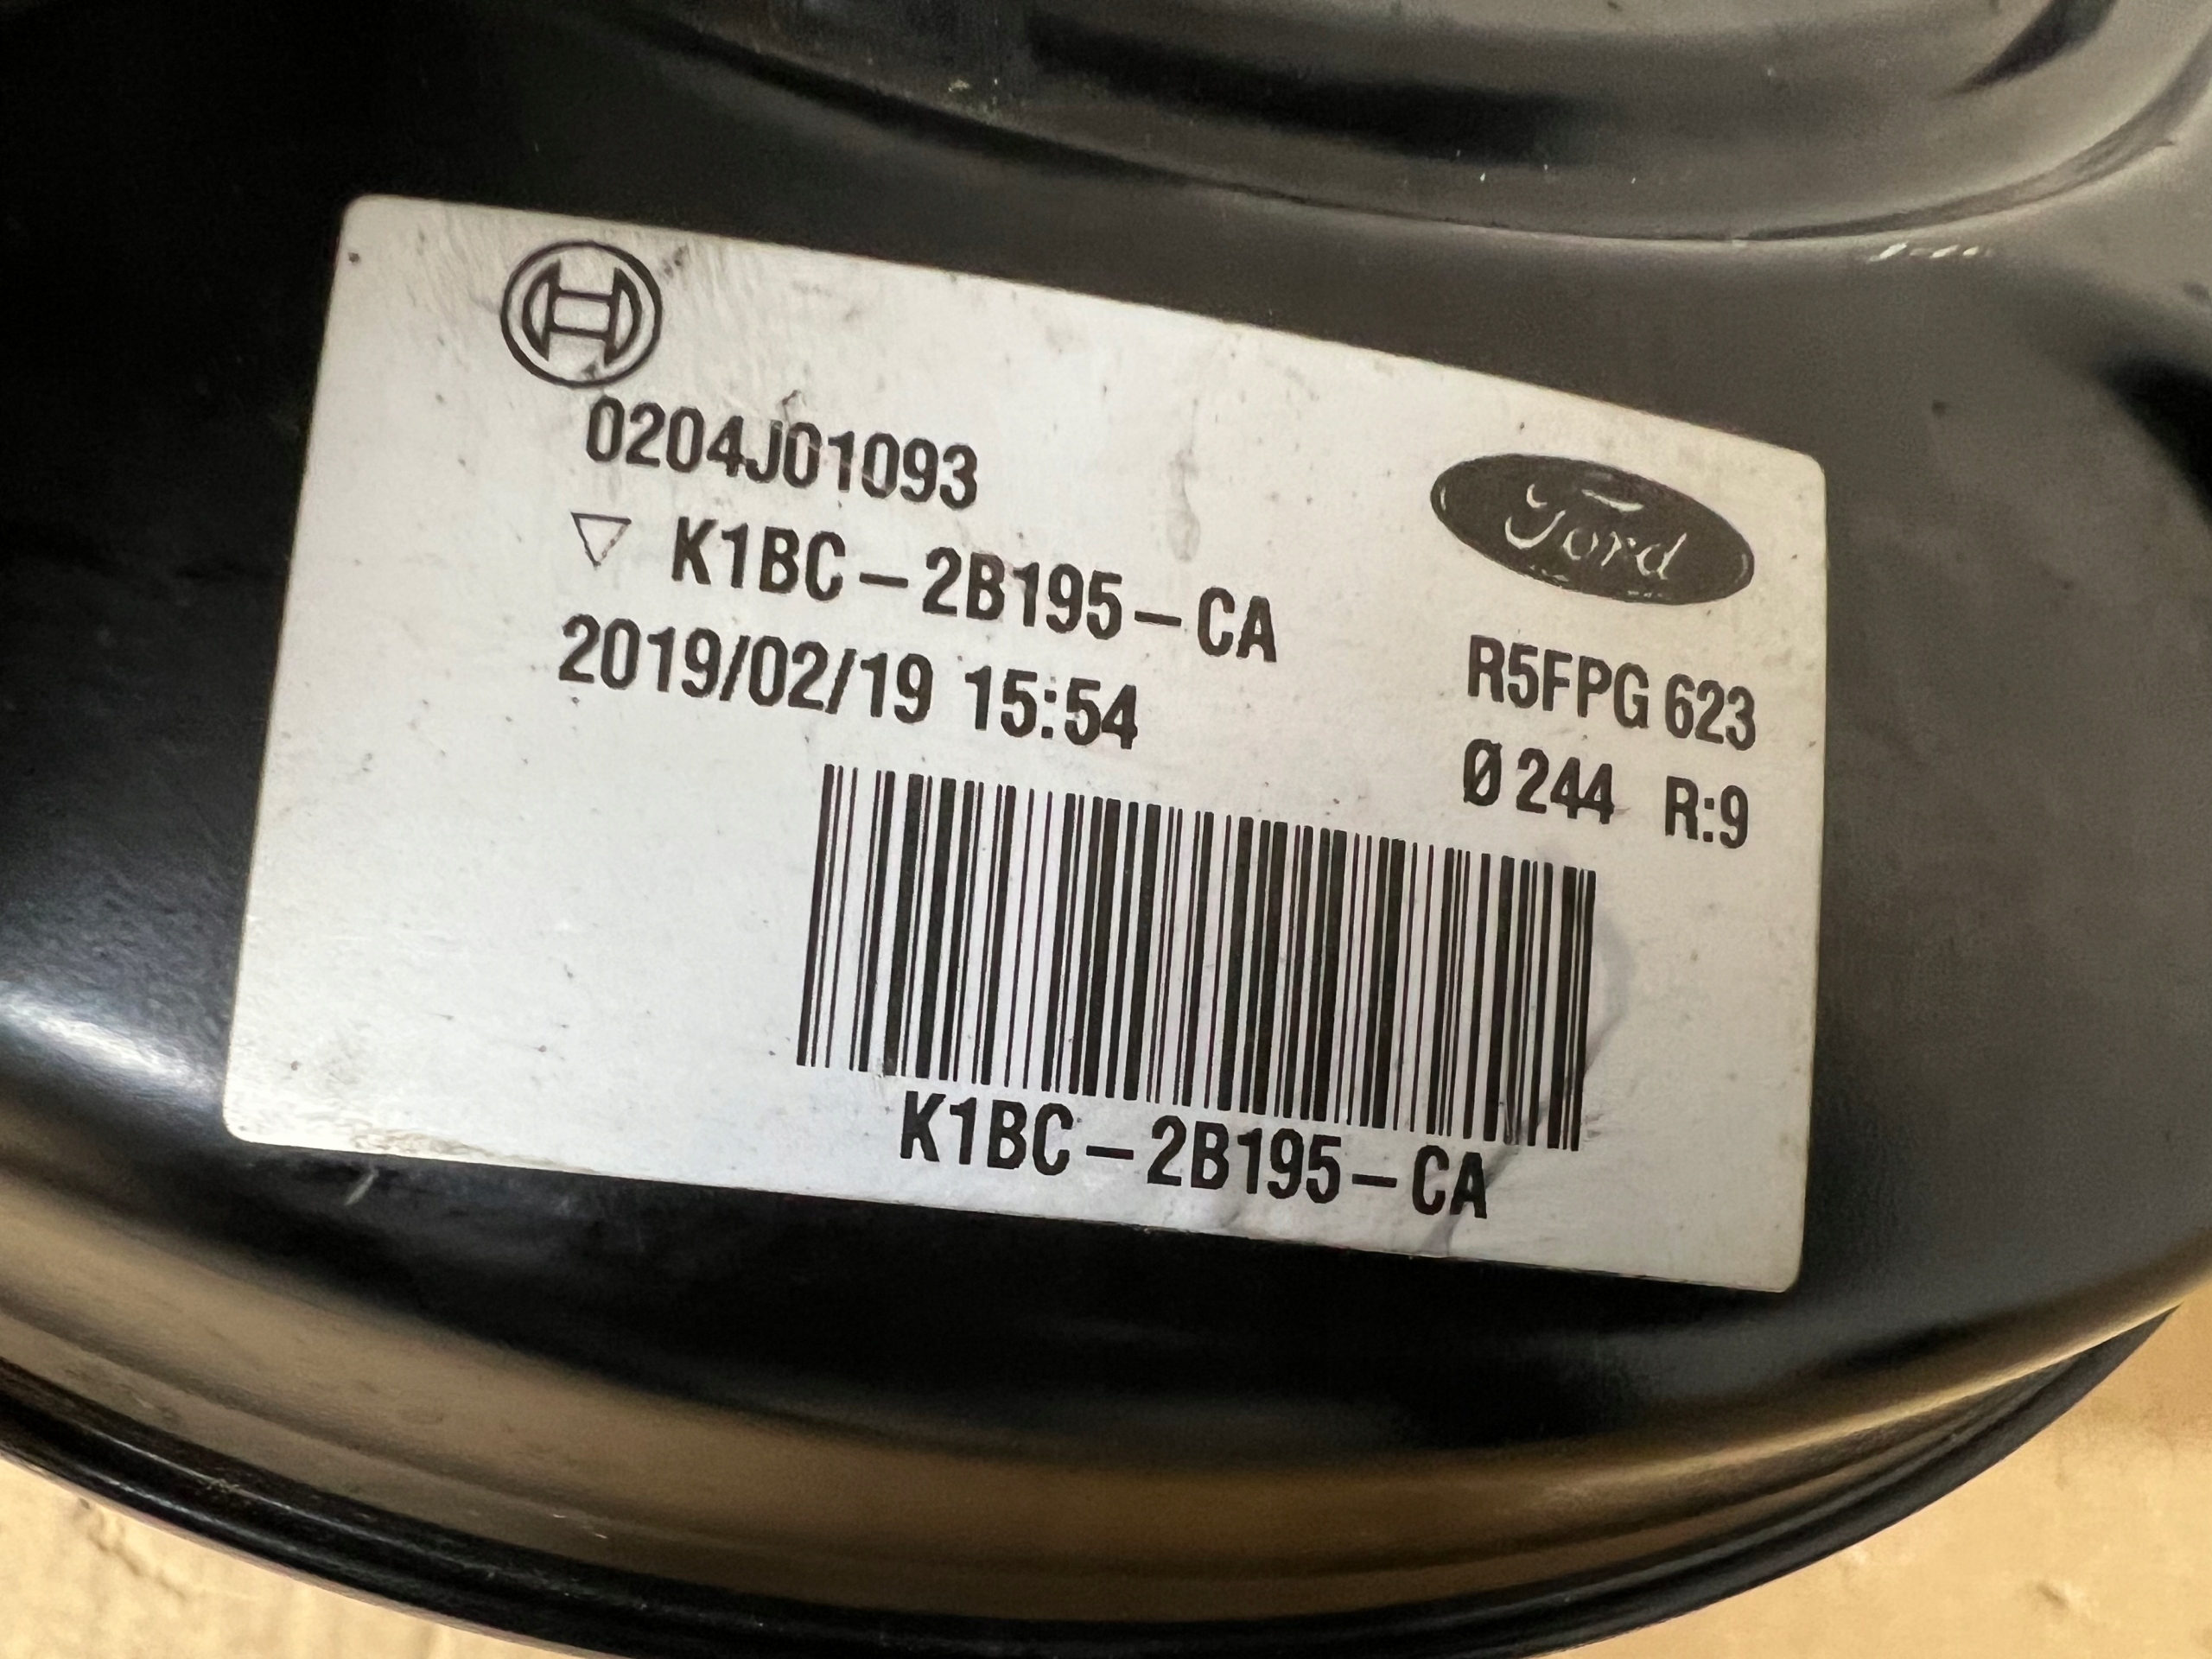 0204J01093
▽ K1BC-2B195-CA
2019/02/19 15:54
Ford
R5FPG 623
Ø 244 R:9
K1BC-2B195-CA